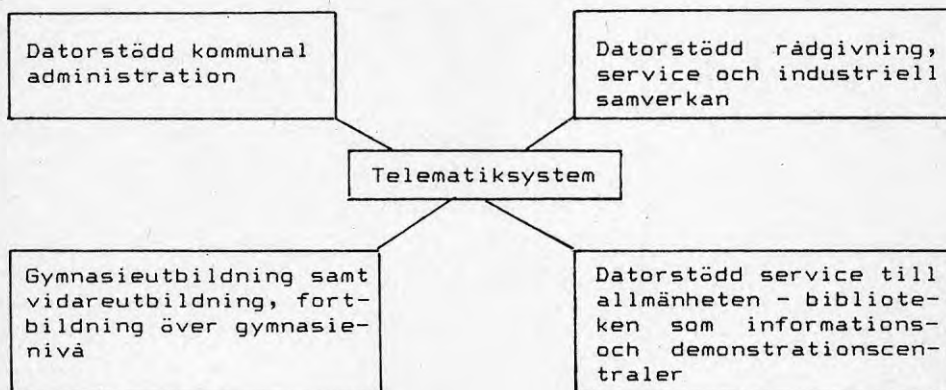 Datorstödd kommunal
administration
Datorstödd rådgivning,
service och industriell
samverkan
Telematiksystem
Gymnasieutbildning samt
vidareutbildning, fort-
bildning över gymnasie-
nivå
Datorstödd service till
allmänheten - bibliote-
ken som informations-
och demonstrationscen-
traler